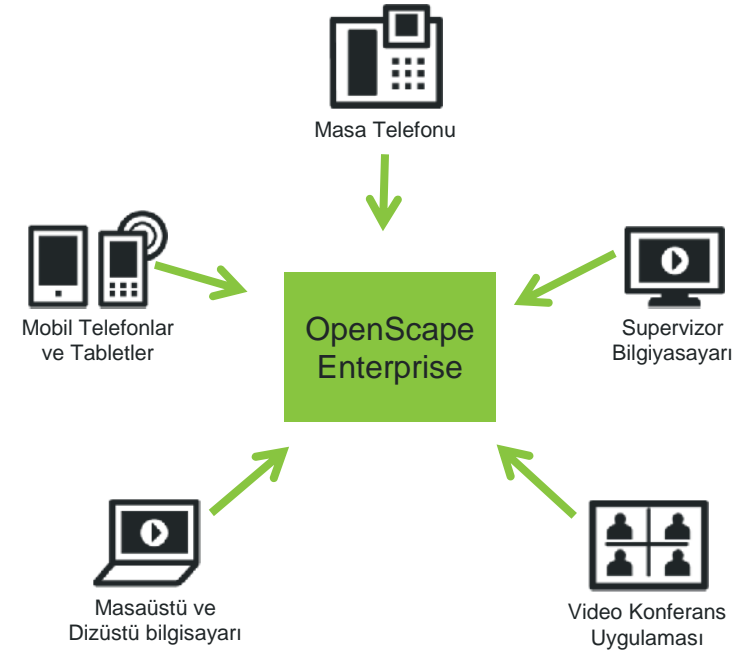 Masa Telefonu
Mobil Telefonlar
ve Tabletler
OpenScape
Enterprise
Supervizor
Bilgiyasayarı
Masaüstü ve
Dizüstü bilgisayarı
Video Konferans
Uygulaması